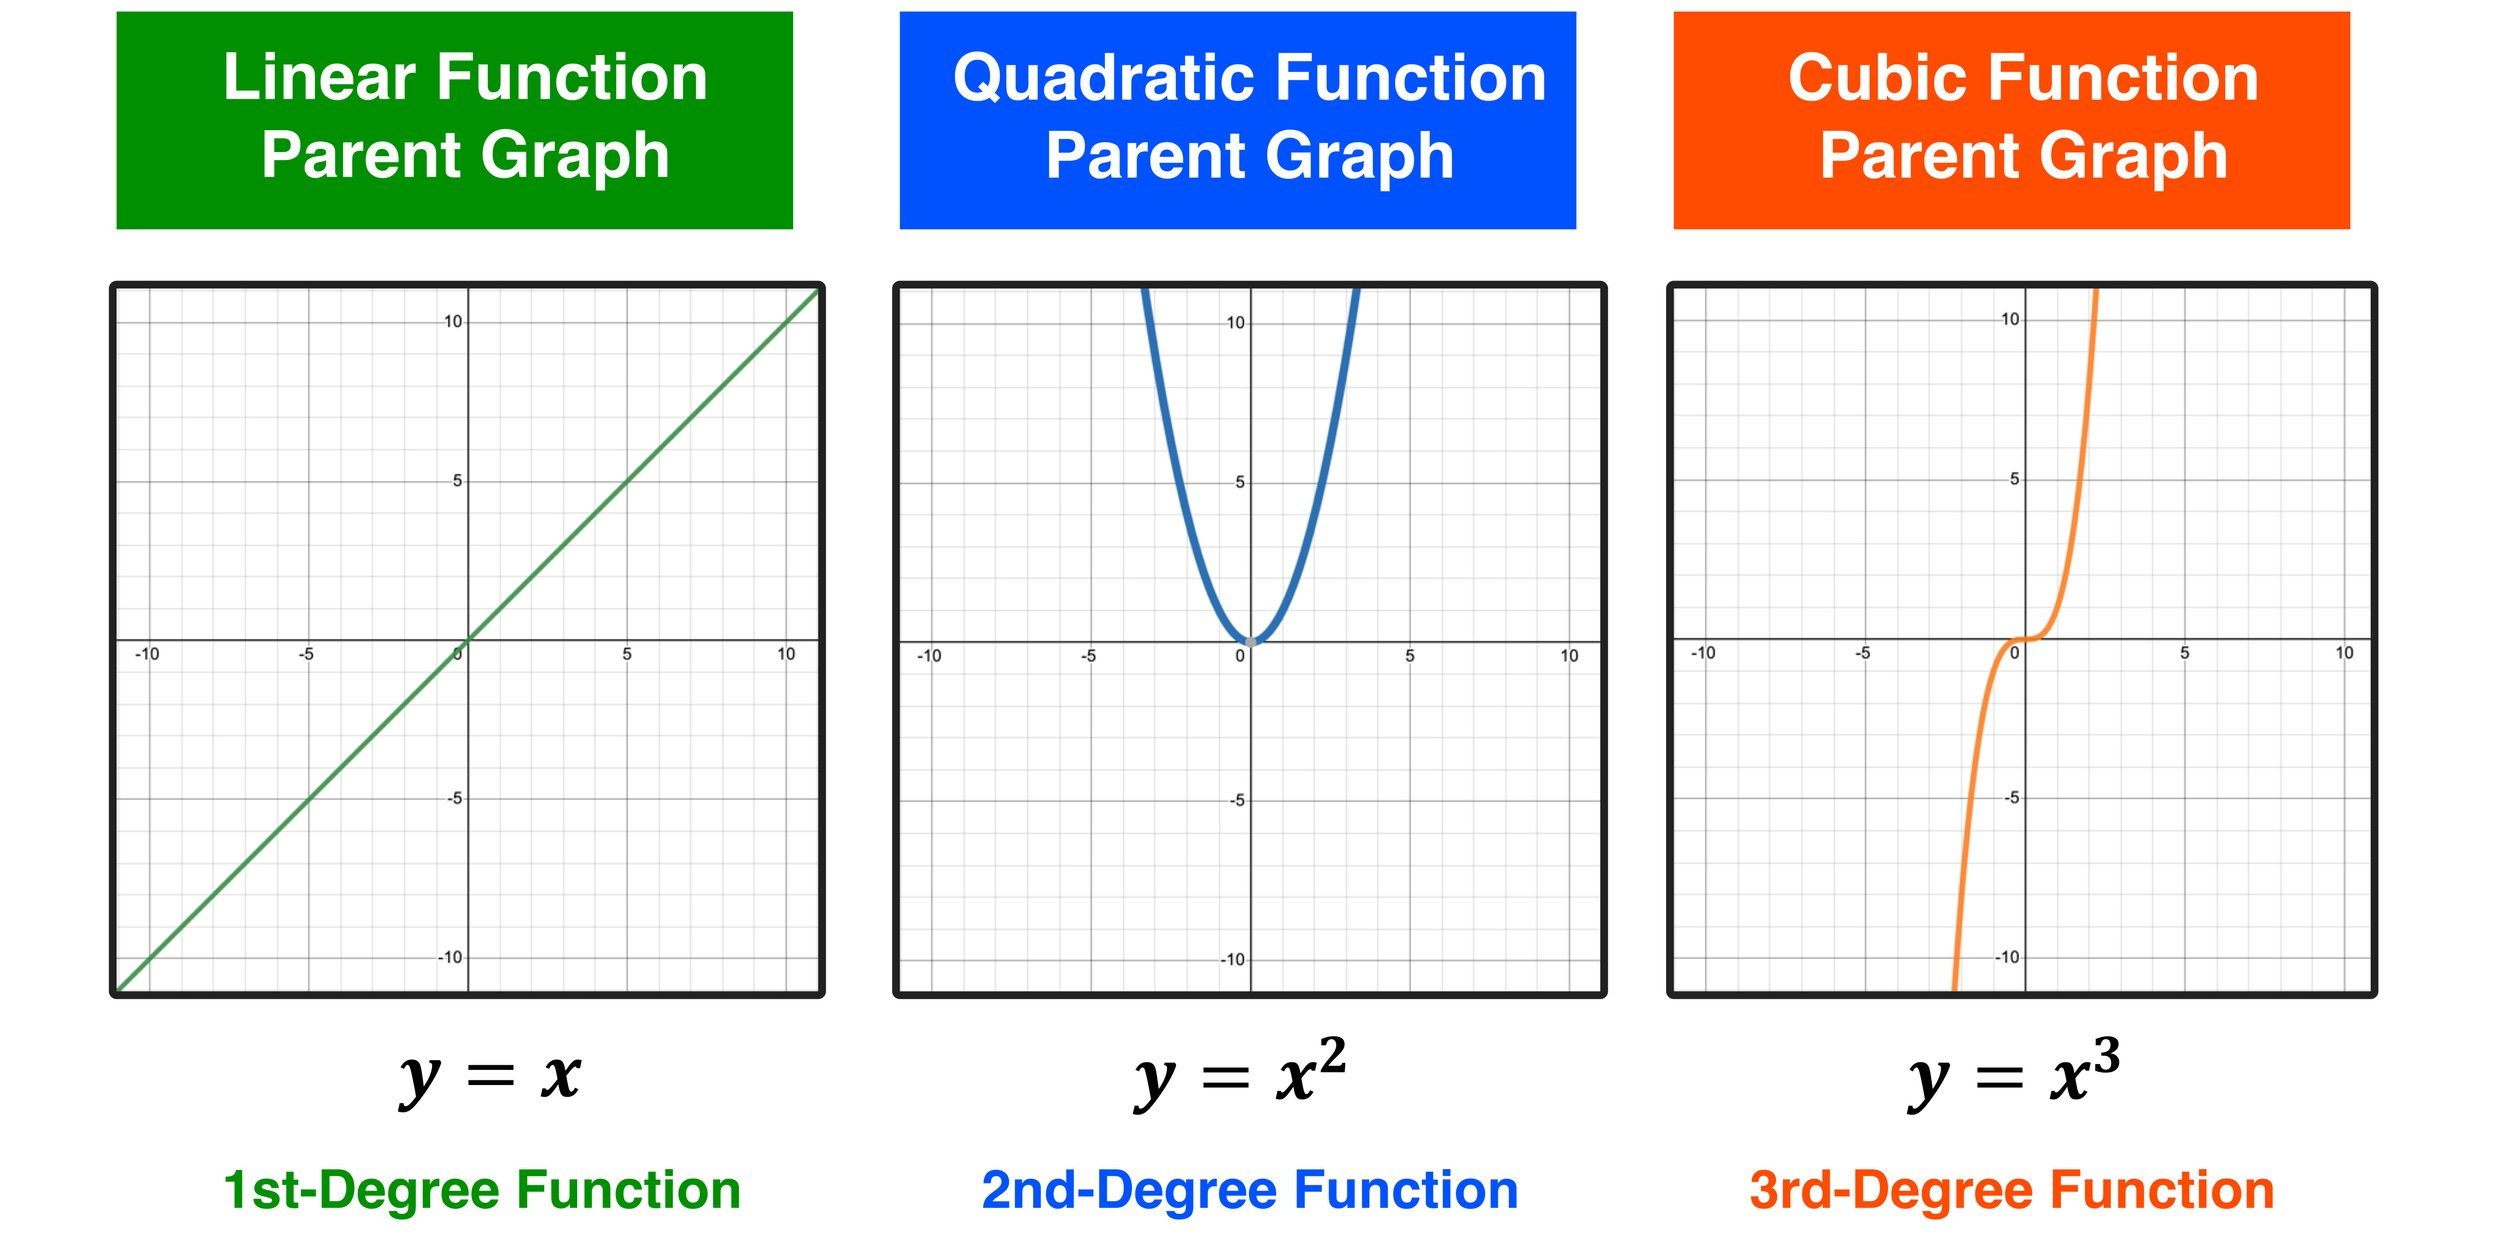 Linear Function
Parent Graph
Quadratic Function
Parent Graph
Cubic Function
Parent Graph
10
5
-10
-5
0
5
10
-5
-10
10
5
-10
-5
0
5
10
-5
-10
10
5
-10
-5
0
5
10
-5
-10
y = x
y = x²
y = x³
1st-Degree Function
2nd-Degree Function
3rd-Degree Function